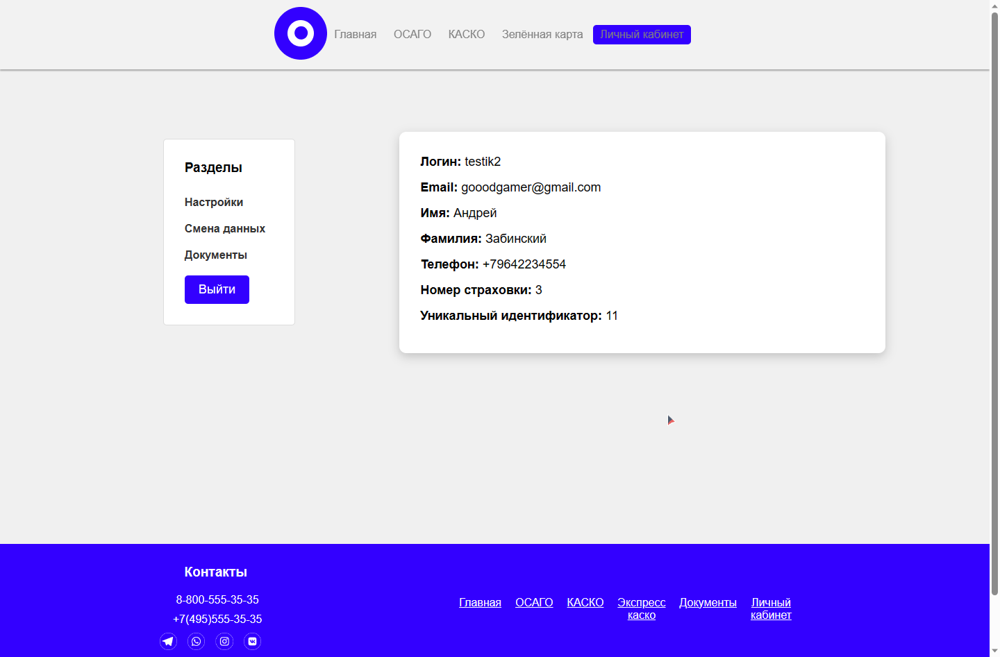 Главная ОСАГО КАСКО Зелённая карта Личный кабинет
Разделы
Настройки
Смена данных
Документы
Выйти
Логин: testik2
Email: gooodgamer@gmail.com
Имя: Андрей
Фамилия: Забинский
Телефон: +79642234554
Номер страховки: 3
Уникальный идентификатор: 11
Контакты
8-800-555-35-35
+7(495)555-35-35
Главная ОСАГО КАСКО Экспресс каско Документы Личный кабинет